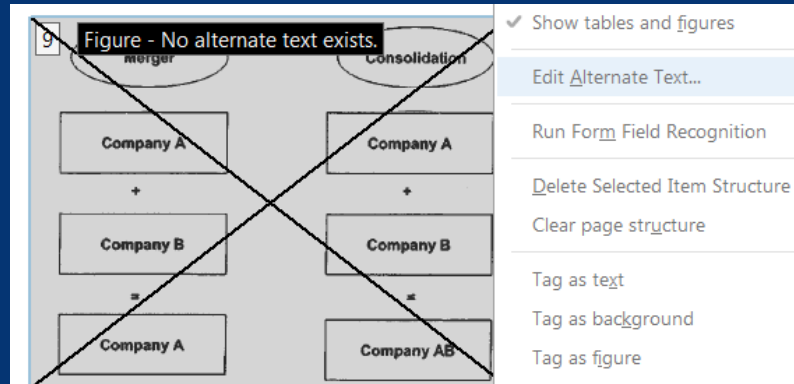 9 Figure - No alternate text exists.
Merger Consolidation
Company A Company A
+ +
Company B Company B
= =
Company A Company AB
✓ Show tables and figures
Edit Alternate Text...
Run Form Field Recognition
Delete Selected Item Structure
Clear page structure
Tag as text
Tag as background
Tag as figure